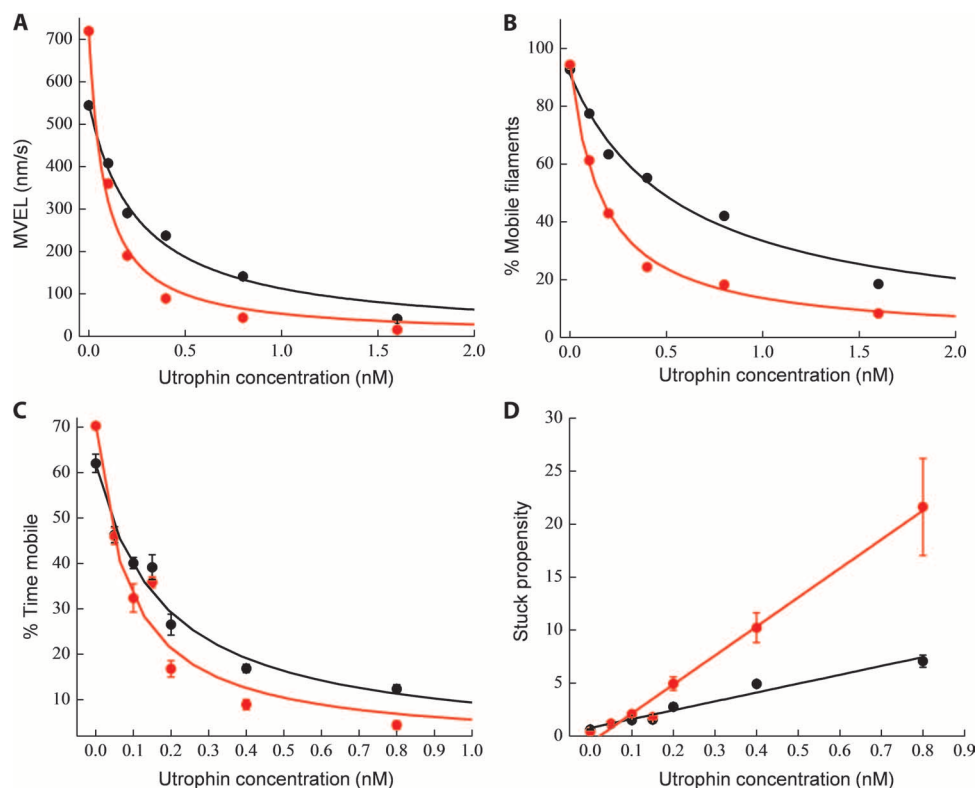 A
700
600
500
400
300
200
100
0
MVEL (nm/s)
0.0 0.5 1.0 1.5 2.0
Utrophin concentration (nM)
B
100
80
60
40
20
0
% Mobile filaments
0.0 0.5 1.0 1.5 2.0
Utrophin concentration (nM)
C
70
60
50
40
30
20
10
% Time mobile
0.0 0.1 0.2 0.3 0.4 0.5 0.6 0.7 0.8 0.9 1.0
Utrophin concentration (nM)
D
30
25
20
15
10
5
0
Stuck propensity
0.0 0.1 0.2 0.3 0.4 0.5 0.6 0.7 0.8 0.9
Utrophin concentration (nM)